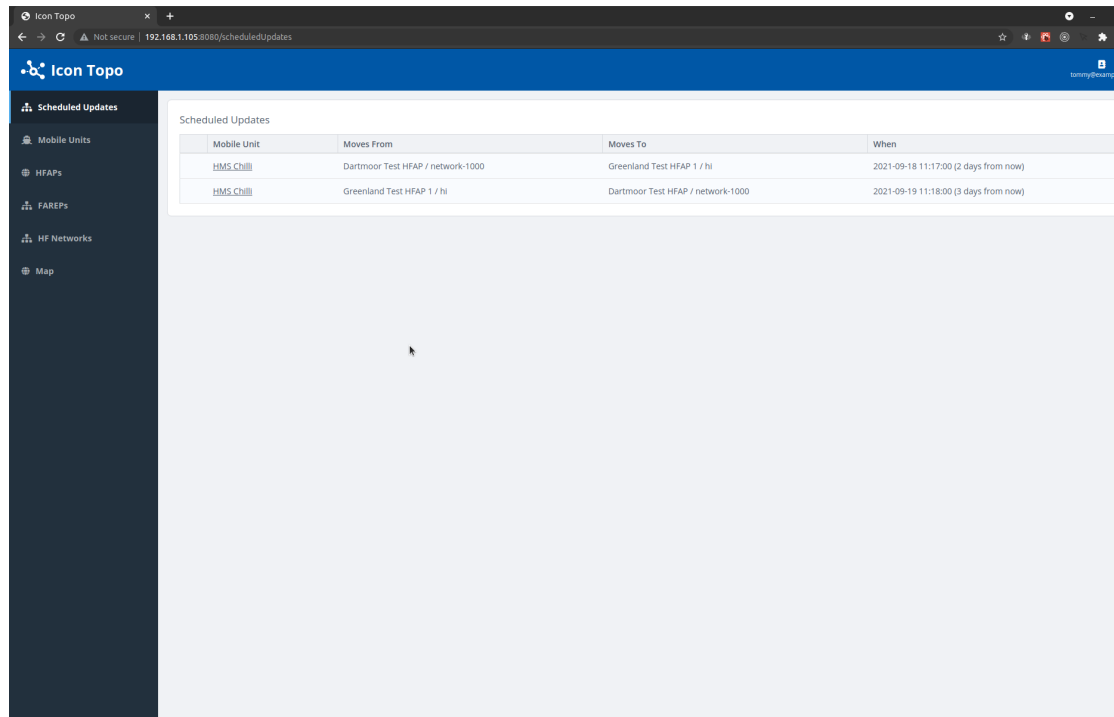 Icon Topo
Not secure | 192.168.1.105:8080/scheduledUpdates
Icon Topo
tommy@examp
Scheduled Updates
Mobile Units
HFAPs
FAREPs
HF Networks
Map
Scheduled Updates
Mobile Unit Moves From Moves To When
HMS Chilli Dartmoor Test HFAP / network-1000 Greenland Test HFAP 1 / hi 2021-09-18 11:17:00 (2 days from now)
HMS Chilli Greenland Test HFAP 1 / hi Dartmoor Test HFAP / network-1000 2021-09-19 11:18:00 (3 days from now)